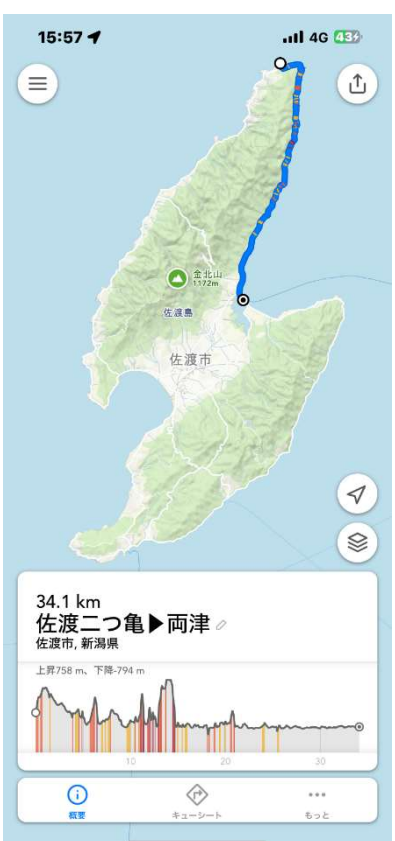 15:57 4G 43
金北山
1172m
佐渡島
佐渡市
34.1 km
佐渡二つ亀▶両津
佐渡市, 新潟県
上昇758 m、下降-794 m
10 20 30
概要 キューシート もっと